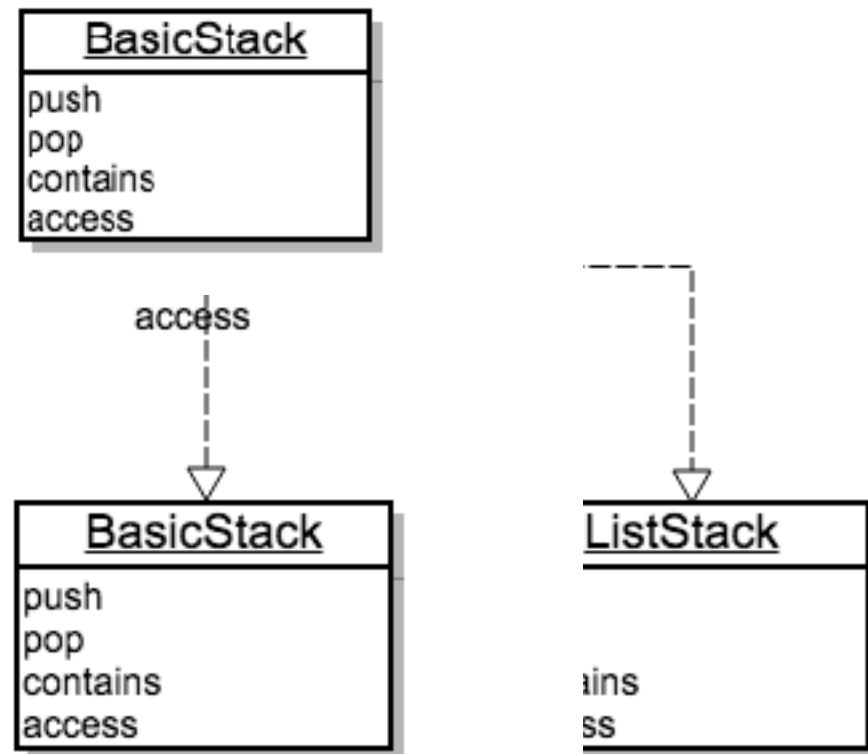 BasicStack
push
pop
contains
access
access
BasicStack
push
pop
contains
access
ListStack
ains
ss